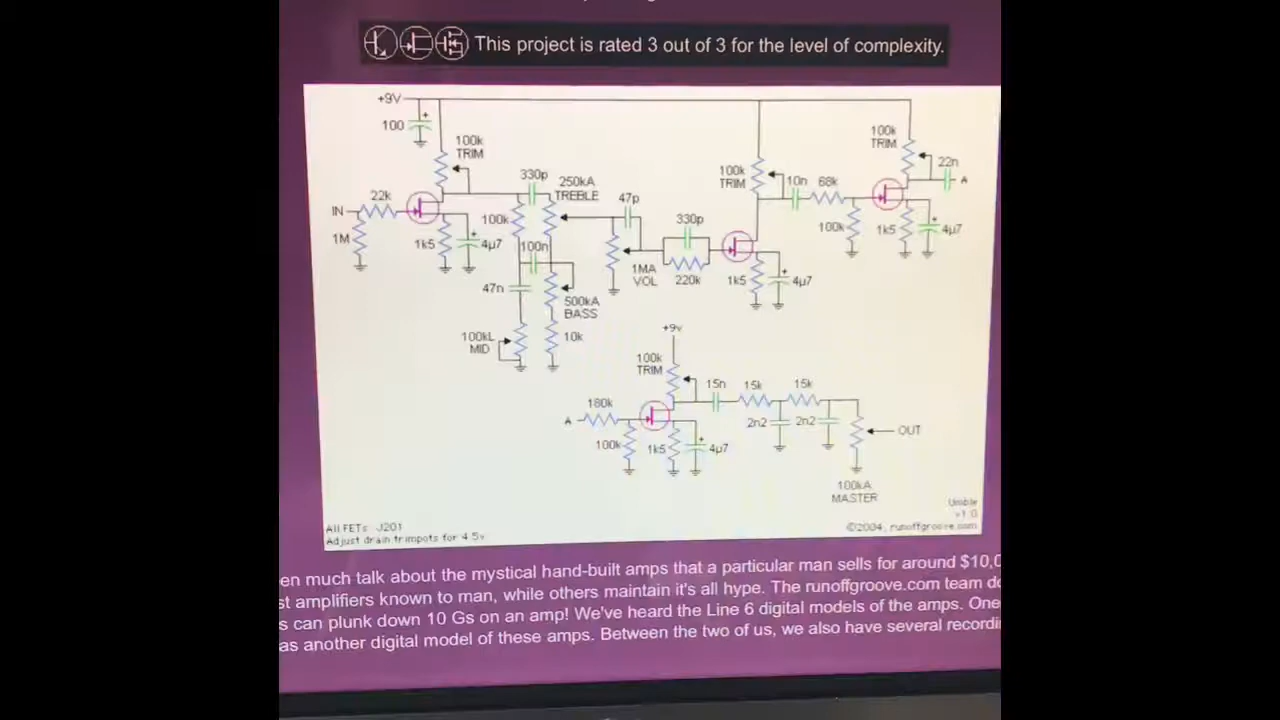 This project is rated 3 out of 3 for the level of complexity.
+9V
100
+
100k
TRIM
22k
IN
1M
1k5
+
4µ7
330p
250kA
TREBLE
100k
100n
47n
500kA
BASS
100kL
MID
10k
47p
1MA
VOL
330p
220k
100k
TRIM
1k5
+
4µ7
10n
68k
100k
100k
TRIM
22n
A
1k5
+
4µ7
+9v
100k
TRIM
A
180k
100k
1k5
+
4µ7
15n
15k
15k
2n2
2n2
OUT
100kA
MASTER
All FETs: J201
Adjust drain trimpots for 4.5v
Umble
v1.0
©2004, runoffgroove.com
en much talk about the mystical hand-built amps that a particular man sells for around $10,0
st amplifiers known to man, while others maintain it's all hype. The runoffgroove.com team do
s can plunk down 10 Gs on an amp! We've heard the Line 6 digital models of the amps. One
as another digital model of these amps. Between the two of us, we also have several recordi